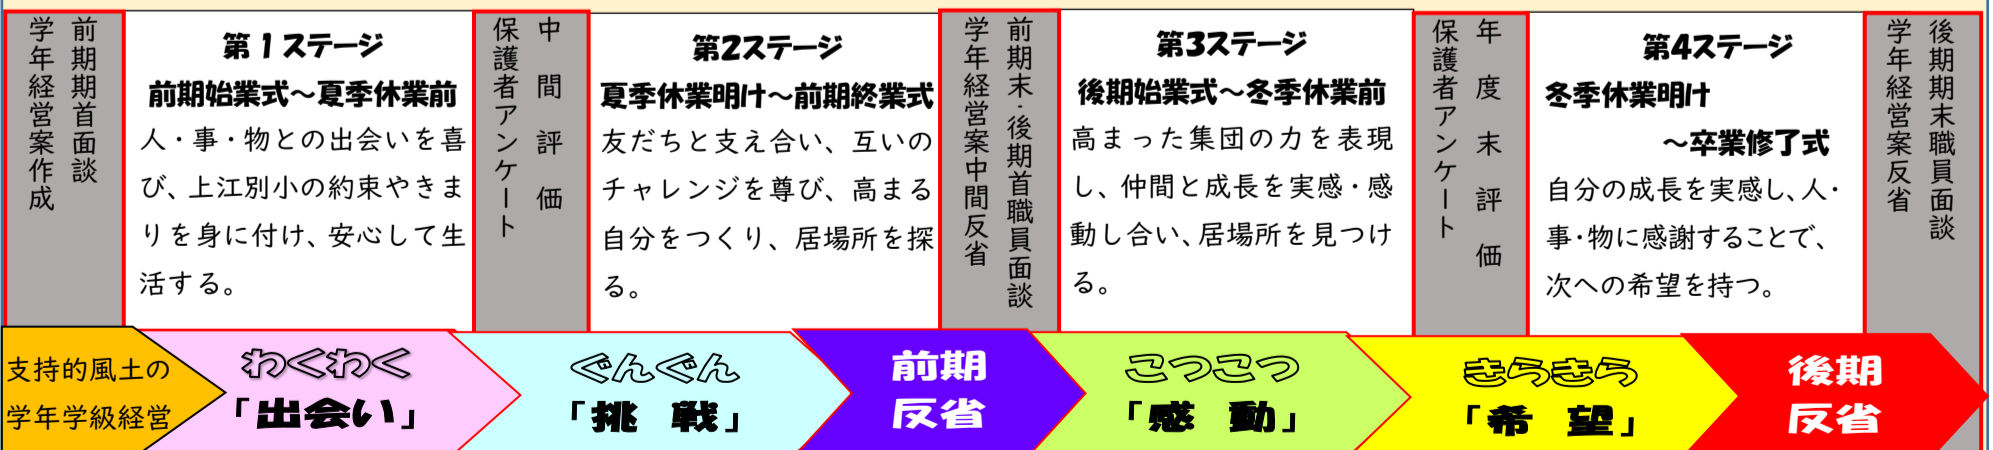 前期期首面談
学年経営案作成
第1ステージ
前期始業式～夏季休業前
人・事・物との出会いを喜
び、上江別小の約束やきま
りを身に付け、安心して生
活する。
中間評価
保護者アンケート
第2ステージ
夏季休業明け～前期終業式
友だちと支え合い、互いの
チャレンジを尊び、高まる
自分をつくり、居場所を探
る。
前期末・後期首職員面談
学年経営案中間反省
第3ステージ
後期始業式～冬季休業前
高まった集団の力を表現
し、仲間と成長を実感・感
動し合い、居場所を見つけ
る。
年度末評価
保護者アンケート
第4ステージ
冬季休業明け
～卒業修了式
自分の成長を実感し、人・
事・物に感謝することで、
次への希望を持つ。
後期期末職員面談
学年経営案反省
支持的風土の
学年学級経営
わくわく
「出会い」
ぐんぐん
「挑　戦」
前期
反省
こつこつ
「感　動」
きらきら
「希　望」
後期
反省